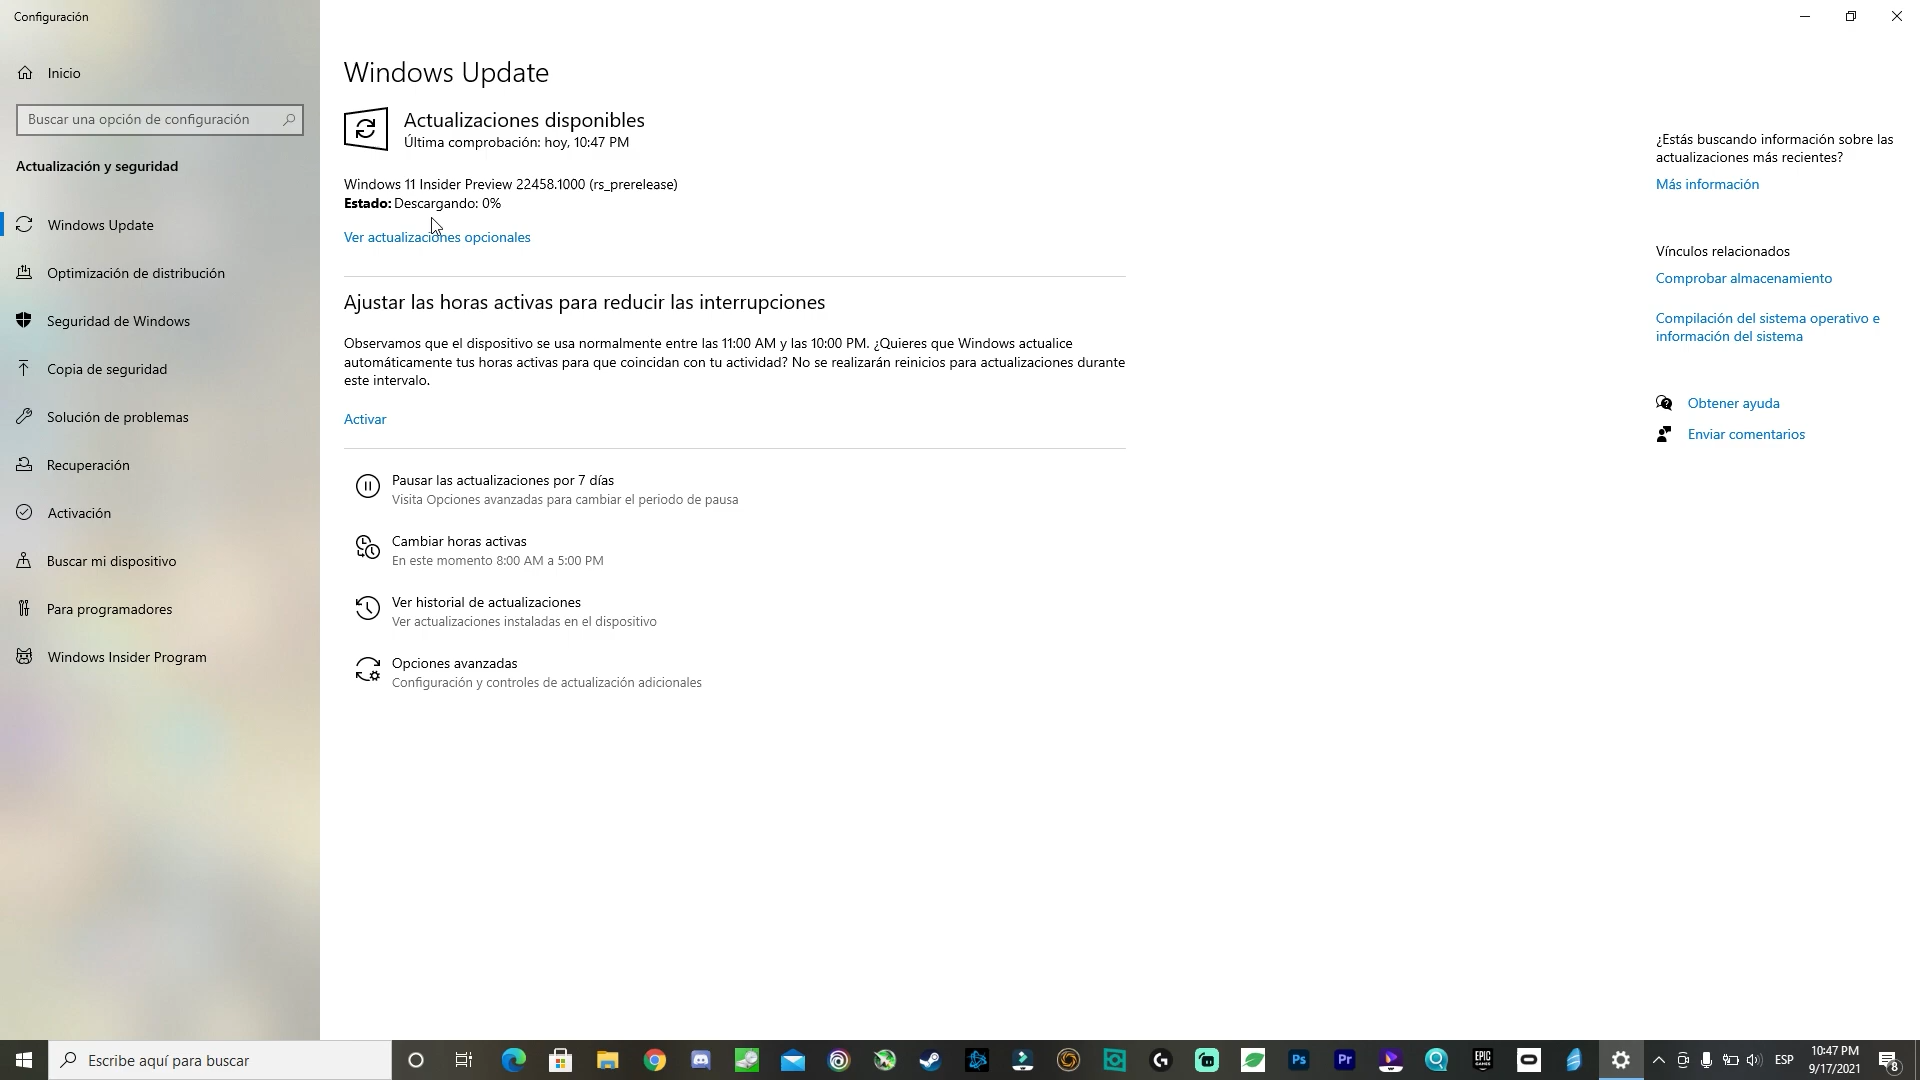 Configuración
Inicio
Buscar una opción de configuración
Actualización y seguridad
Windows Update
Optimización de distribución
Seguridad de Windows
Copia de seguridad
Solución de problemas
Recuperación
Activación
Buscar mi dispositivo
Para programadores
Windows Insider Program
Windows Update
Actualizaciones disponibles
Última comprobación: hoy, 10:47 PM
Windows 11 Insider Preview 22458.1000 (rs_prerelease)
Estado: Descargando: 0%
Ver actualizaciones opcionales
Ajustar las horas activas para reducir las interrupciones
Observamos que el dispositivo se usa normalmente entre las 11:00 AM y las 10:00 PM. ¿Quieres que Windows actualice
automáticamente tus horas activas para que coincidan con tu actividad? No se realizarán reinicios para actualizaciones durante
este intervalo.
Activar
Pausar las actualizaciones por 7 días
Visita Opciones avanzadas para cambiar el periodo de pausa
Cambiar horas activas
En este momento 8:00 AM a 5:00 PM
Ver historial de actualizaciones
Ver actualizaciones instaladas en el dispositivo
Opciones avanzadas
Configuración y controles de actualización adicionales
¿Estás buscando información sobre las
actualizaciones más recientes?
Más información
Vínculos relacionados
Comprobar almacenamiento
Compilación del sistema operativo e
información del sistema
Obtener ayuda
Enviar comentarios
Escribe aquí para buscar
Ps
Pr
EPIC
GAMES
ESP
10:47 PM
9/17/2021
8